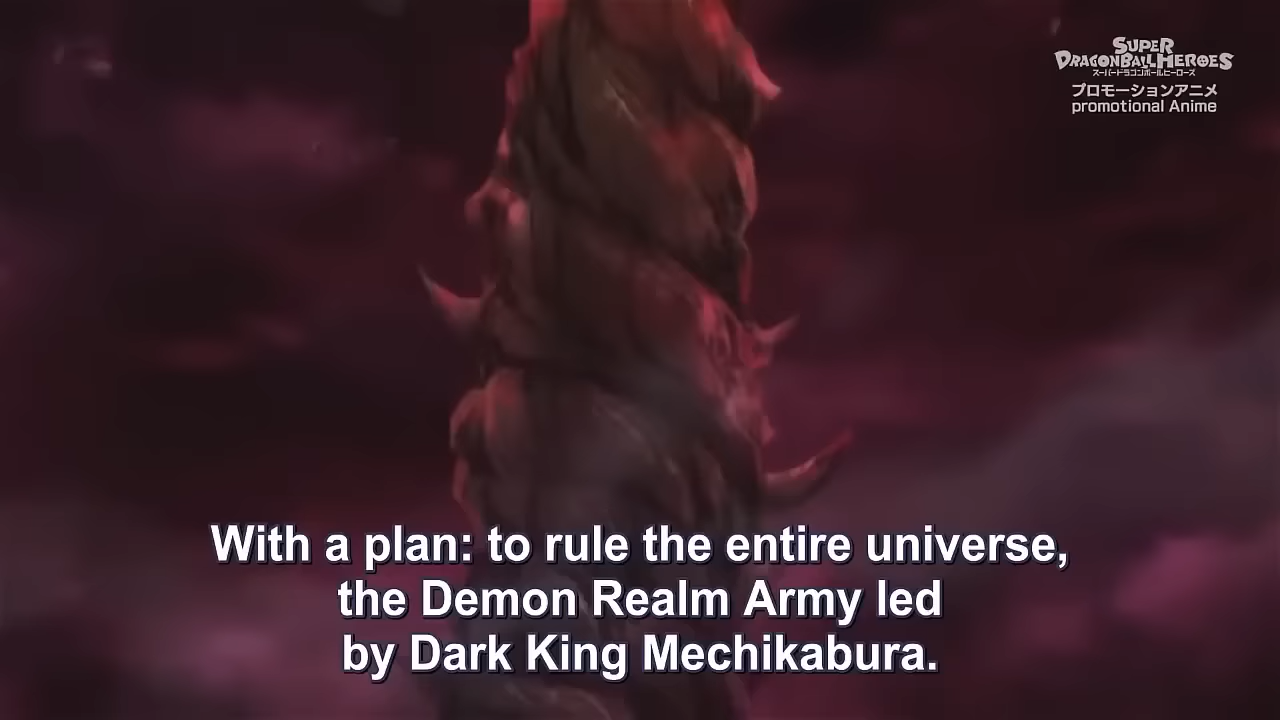 SUPER
DRAGONBALL HEROES
スーパードラゴンボールヒーローズ
プロモーションアニメ
promotional Anime
With a plan: to rule the entire universe,
the Demon Realm Army led
by Dark King Mechikabura.